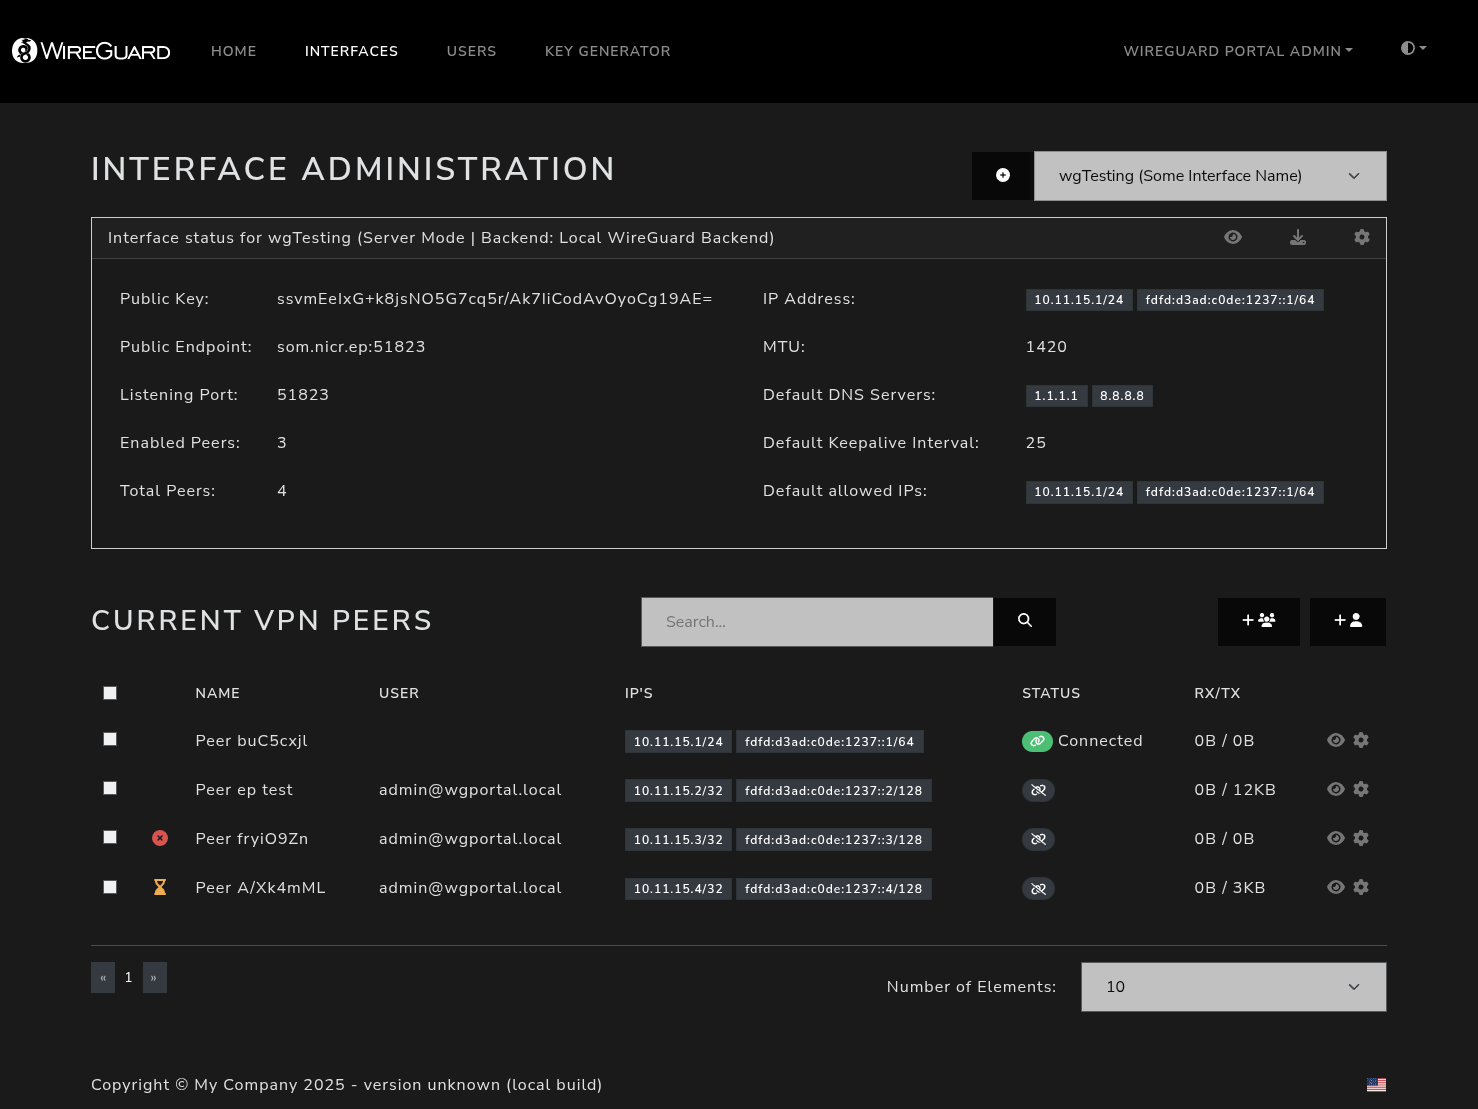 WIREGUARD HOME INTERFACES USERS KEY GENERATOR WIREGUARD PORTAL ADMIN
INTERFACE ADMINISTRATION
wgTesting (Some Interface Name)
Interface status for wgTesting (Server Mode | Backend: Local WireGuard Backend)
Public Key: ssvmEeIxG+k8jsNO5G7cq5r/Ak7IiCodAvOyoCg19AE= IP Address: 10.11.15.1/24 fdfd:d3ad:c0de:1237::1/64
Public Endpoint: som.nicr.ep:51823 MTU: 1420
Listening Port: 51823 Default DNS Servers: 1.1.1.1 8.8.8.8
Enabled Peers: 3 Default Keepalive Interval: 25
Total Peers: 4 Default allowed IPs: 10.11.15.1/24 fdfd:d3ad:c0de:1237::1/64
CURRENT VPN PEERS Search...
NAME USER IP'S STATUS RX/TX
Peer buC5cxjl 10.11.15.1/24 fdfd:d3ad:c0de:1237::1/64 Connected 0B / 0B
Peer ep test admin@wgportal.local 10.11.15.2/32 fdfd:d3ad:c0de:1237::2/128 0B / 12KB
Peer fryiO9Zn admin@wgportal.local 10.11.15.3/32 fdfd:d3ad:c0de:1237::3/128 0B / 0B
Peer A/Xk4mML admin@wgportal.local 10.11.15.4/32 fdfd:d3ad:c0de:1237::4/128 0B / 3KB
« 1 » Number of Elements: 10
Copyright © My Company 2025 - version unknown (local build)